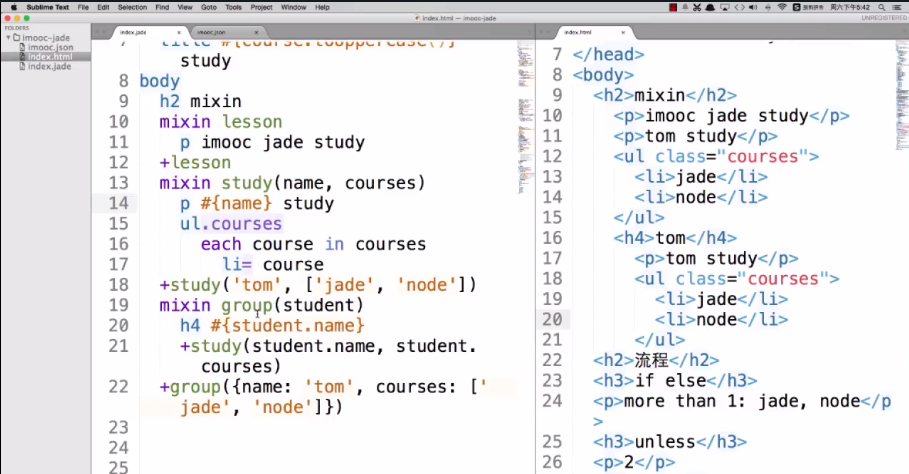 Sublime Text File Edit Selection Find View Goto Tools Project Window Help 周六下午5:42
index.html — imooc-jade
UNREGISTERED
FOLDERS
imooc-jade
imooc.json
index.html
index.jade
index.jade
imooc.json
study
8 body
9 h2 mixin
10 mixin lesson
11 p imooc jade study
12 +lesson
13 mixin study(name, courses)
14 p #{name} study
15 ul.courses
16 each course in courses
17 li= course
18 +study('tom', ['jade', 'node'])
19 mixin group(student)
20 h4 #{student.name}
21 +study(student.name, student.
courses)
22 +group({name: 'tom', courses: ['
jade', 'node']})
23
24
25
index.html
7 </head>
8 <body>
9 <h2>mixin</h2>
10 <p>imooc jade study</p>
11 <p>tom study</p>
12 <ul class="courses">
13 <li>jade</li>
14 <li>node</li>
15 </ul>
16 <h4>tom</h4>
17 <p>tom study</p>
18 <ul class="courses">
19 <li>jade</li>
20 <li>node</li>
21 </ul>
22 <h2>流程</h2>
23 <h3>if else</h3>
24 <p>more than 1: jade, node</p
>
25 <h3>unless</h3>
26 <p>2</p>